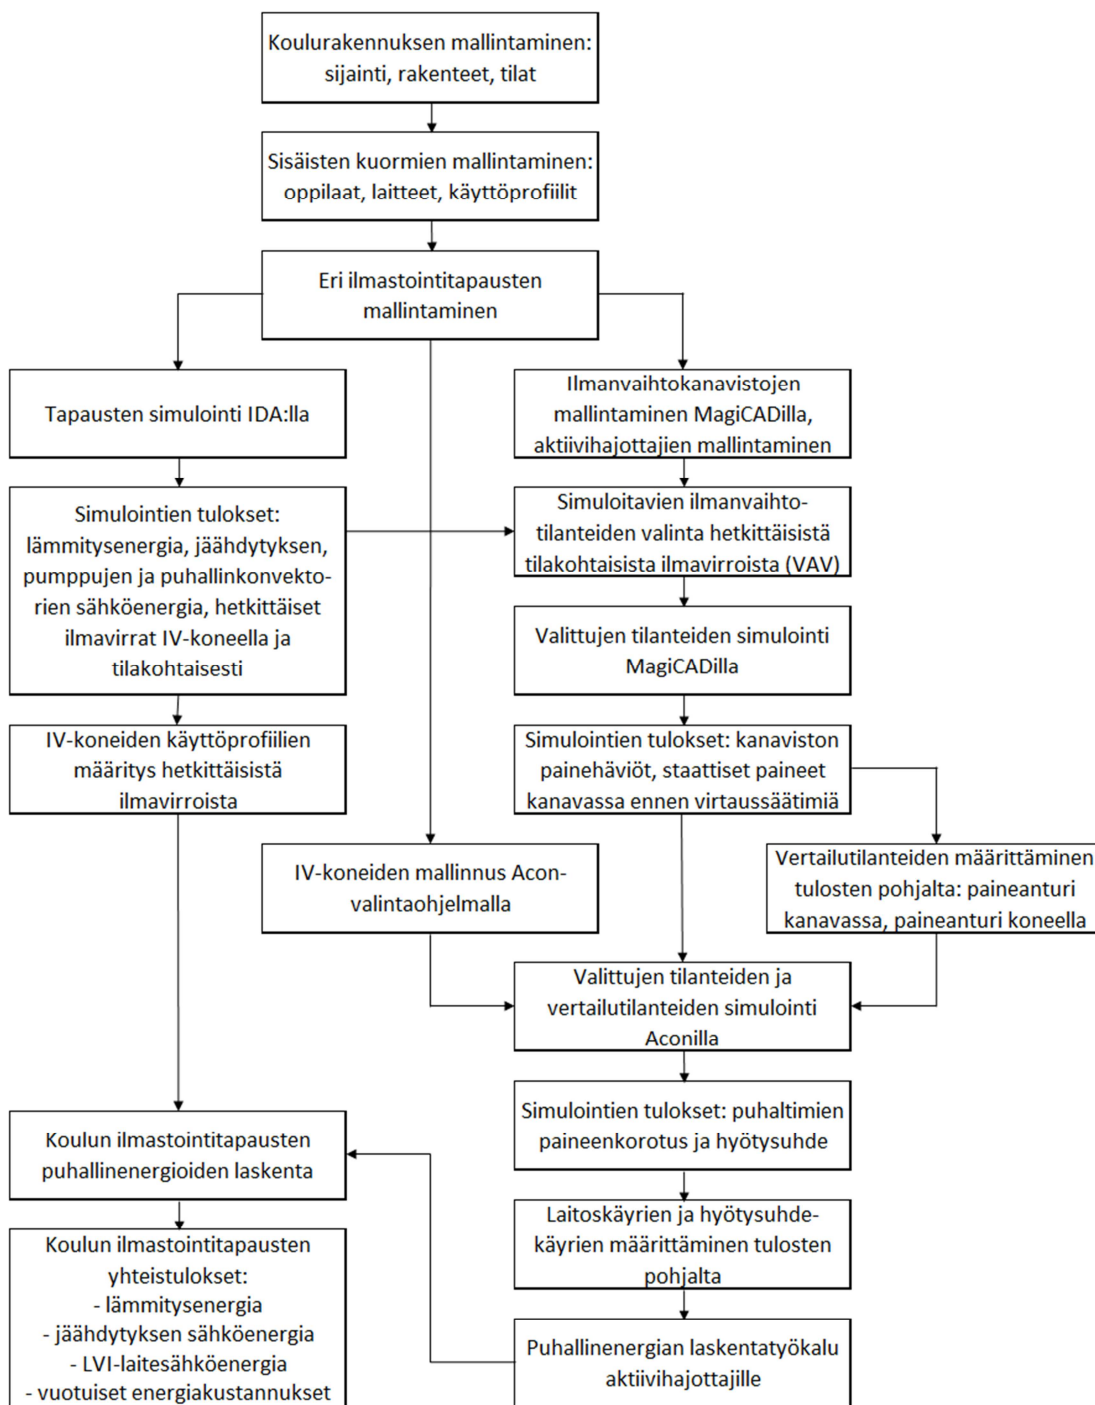 Koulurakennuksen mallintaminen:
sijainti, rakenteet, tilat
Sisäisten kuormien mallintaminen:
oppilaat, laitteet, käyttöprofiilit
Eri ilmastointitapausten
mallintaminen
Tapausten simulointi IDA:lla
Ilmanvaihtokanavistojen
mallintaminen MagiCADilla,
aktiivihajottajien mallintaminen
Simulointien tulokset:
lämmitysenergia, jäähdytyksen,
pumppujen ja puhallinkonvekto-
rien sähköenergia, hetkittäiset
ilmavirrat IV-koneella ja
tilakohtaisesti
Simuloitavien ilmanvaihto-
tilanteiden valinta hetkittäisistä
tilakohtaisista ilmavirroista (VAV)
Valittujen tilanteiden simulointi
MagiCADilla
IV-koneiden käyttöprofiilien
määritys hetkittäisistä
ilmavirroista
Simulointien tulokset: kanaviston
painehäviöt, staattiset paineet
kanavassa ennen virtaussäätimiä
IV-koneiden mallinnus Acon-
valintaohjelmalla
Vertailutilanteiden määrittäminen
tulosten pohjalta: paineanturi
kanavassa, paineanturi koneella
Valittujen tilanteiden ja
vertailutilanteiden simulointi
Aconilla
Simulointien tulokset: puhaltimien
paineenkorotus ja hyötysuhde
Koulun ilmastointitapausten
puhallinenergioiden laskenta
Laitoskäyrien ja hyötysuhde-
käyrien määrittäminen tulosten
pohjalta
Koulun ilmastointitapausten
yhteistulokset:
- lämmitysenergia
- jäähdytyksen sähköenergia
- LVI-laitesähköenergia
- vuotuiset energiakustannukset
Puhallinenergian laskentatyökalu
aktiivihajottajille